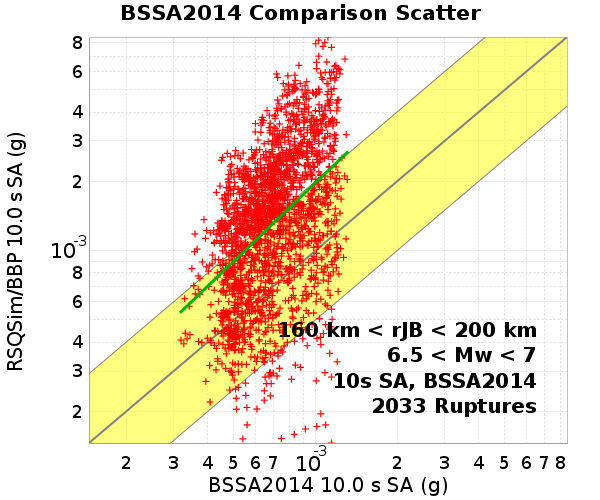 BSSA2014 Comparison Scatter
8
6
4
3
2
10⁻³
8
6
4
3
2
RSQSim/BBP 10.0 s SA (g)
160 km < rJB < 200 km
6.5 < Mw < 7
10s SA, BSSA2014
2033 Ruptures
2 3 4 5 6 7 10⁻³ 2 3 4 5 6 7 8
BSSA2014 10.0 s SA (g)